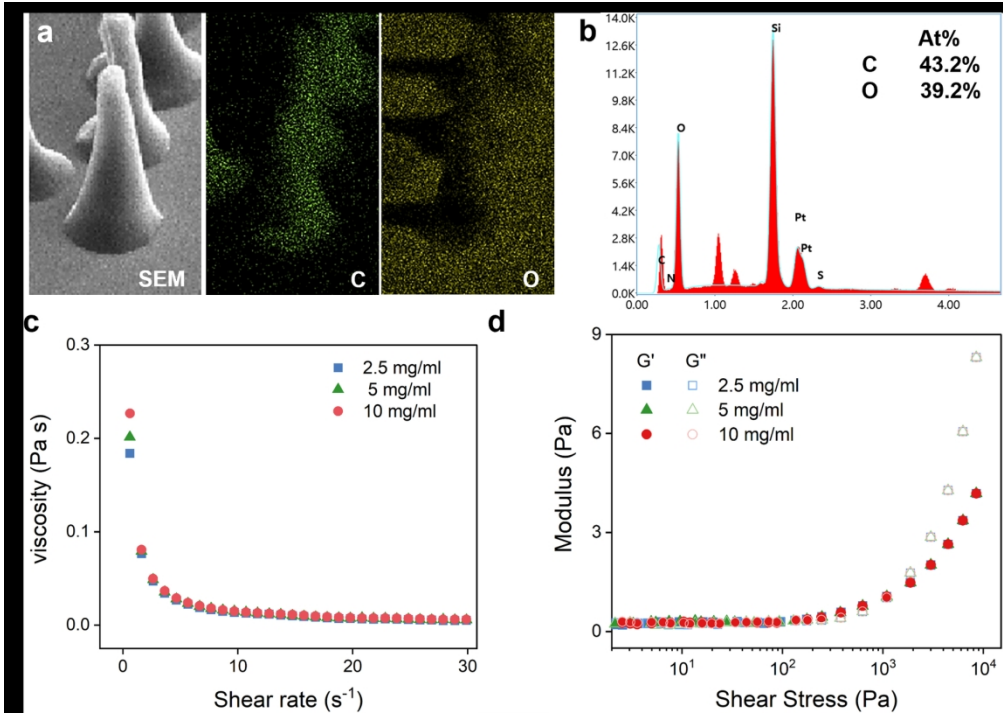 a
SEM
C
O
b
14.0K
12.6K
11.2K
9.8K
8.4K
7.0K
5.6K
4.2K
2.8K
1.4K
0.0K
0.00 1.00 2.00 3.00 4.00
C
N
O
Si
Pt
Pt
S
At%
C 43.2%
O 39.2%
c
0.3
0.2
0.1
0.0
viscosity (Pa s)
2.5 mg/ml
5 mg/ml
10 mg/ml
0 10 20 30
Shear rate (s⁻¹)
d
9
6
3
0
Modulus (Pa)
G' G"
2.5 mg/ml
5 mg/ml
10 mg/ml
10¹ 10² 10³ 10⁴
Shear Stress (Pa)